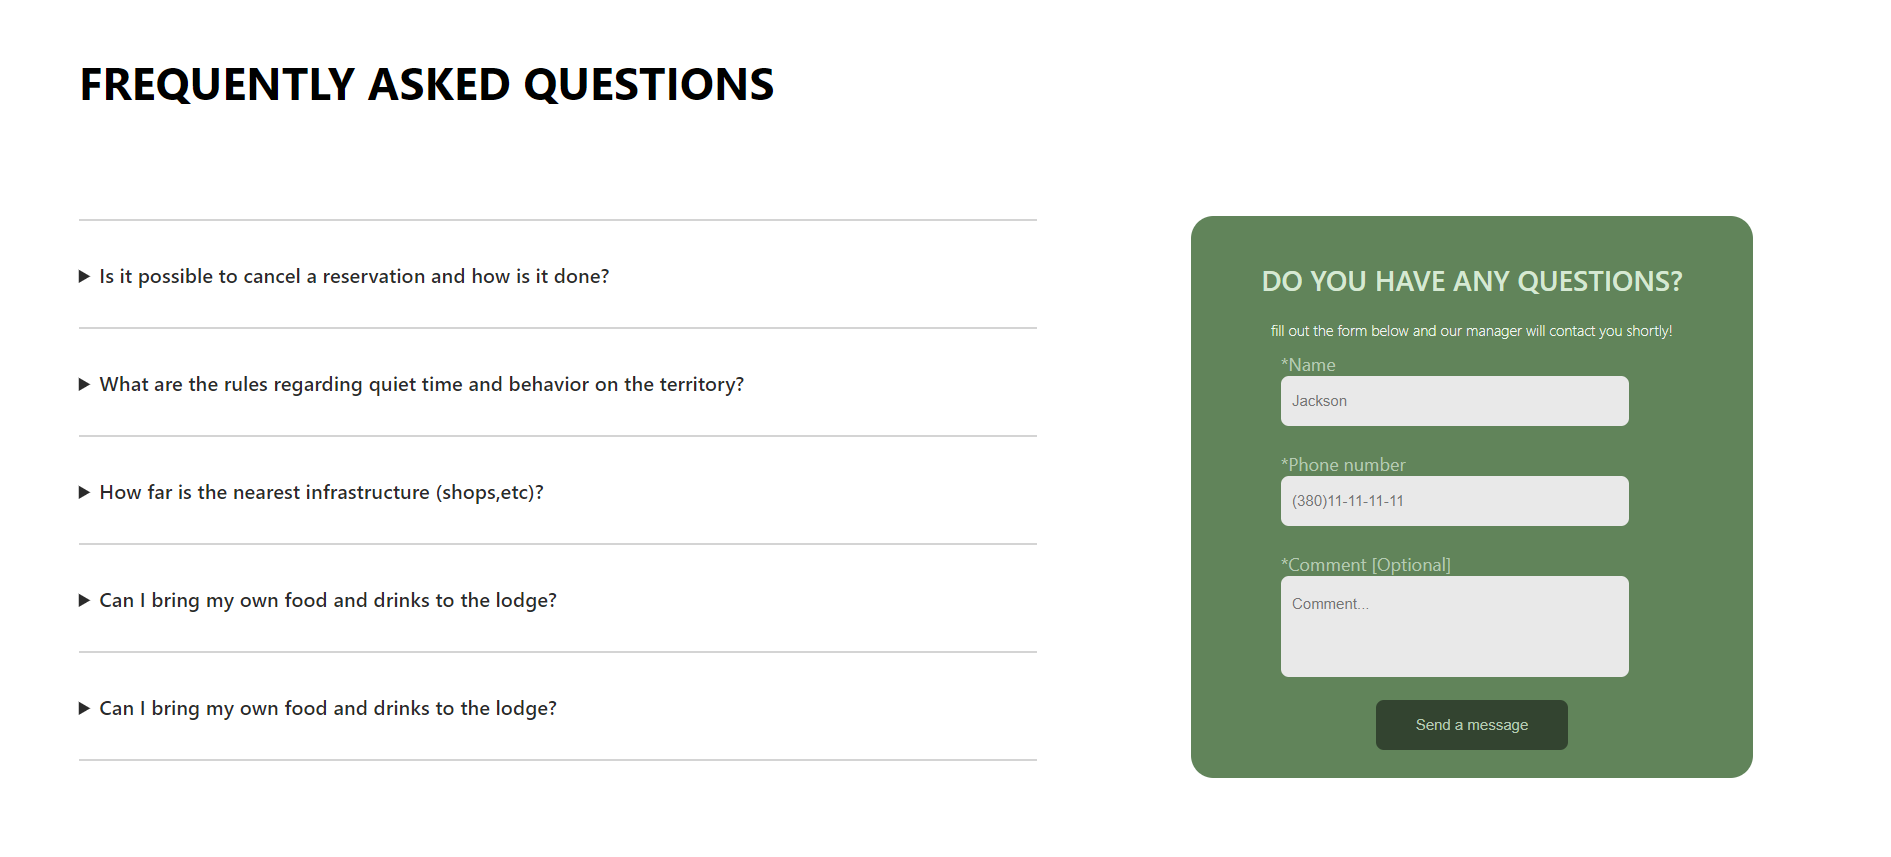 FREQUENTLY ASKED QUESTIONS
Is it possible to cancel a reservation and how is it done?
What are the rules regarding quiet time and behavior on the territory?
How far is the nearest infrastructure (shops,etc)?
Can I bring my own food and drinks to the lodge?
Can I bring my own food and drinks to the lodge?
DO YOU HAVE ANY QUESTIONS?
fill out the form below and our manager will contact you shortly!
*Name
Jackson
*Phone number
(380)11-11-11-11
*Comment [Optional]
Comment...
Send a message